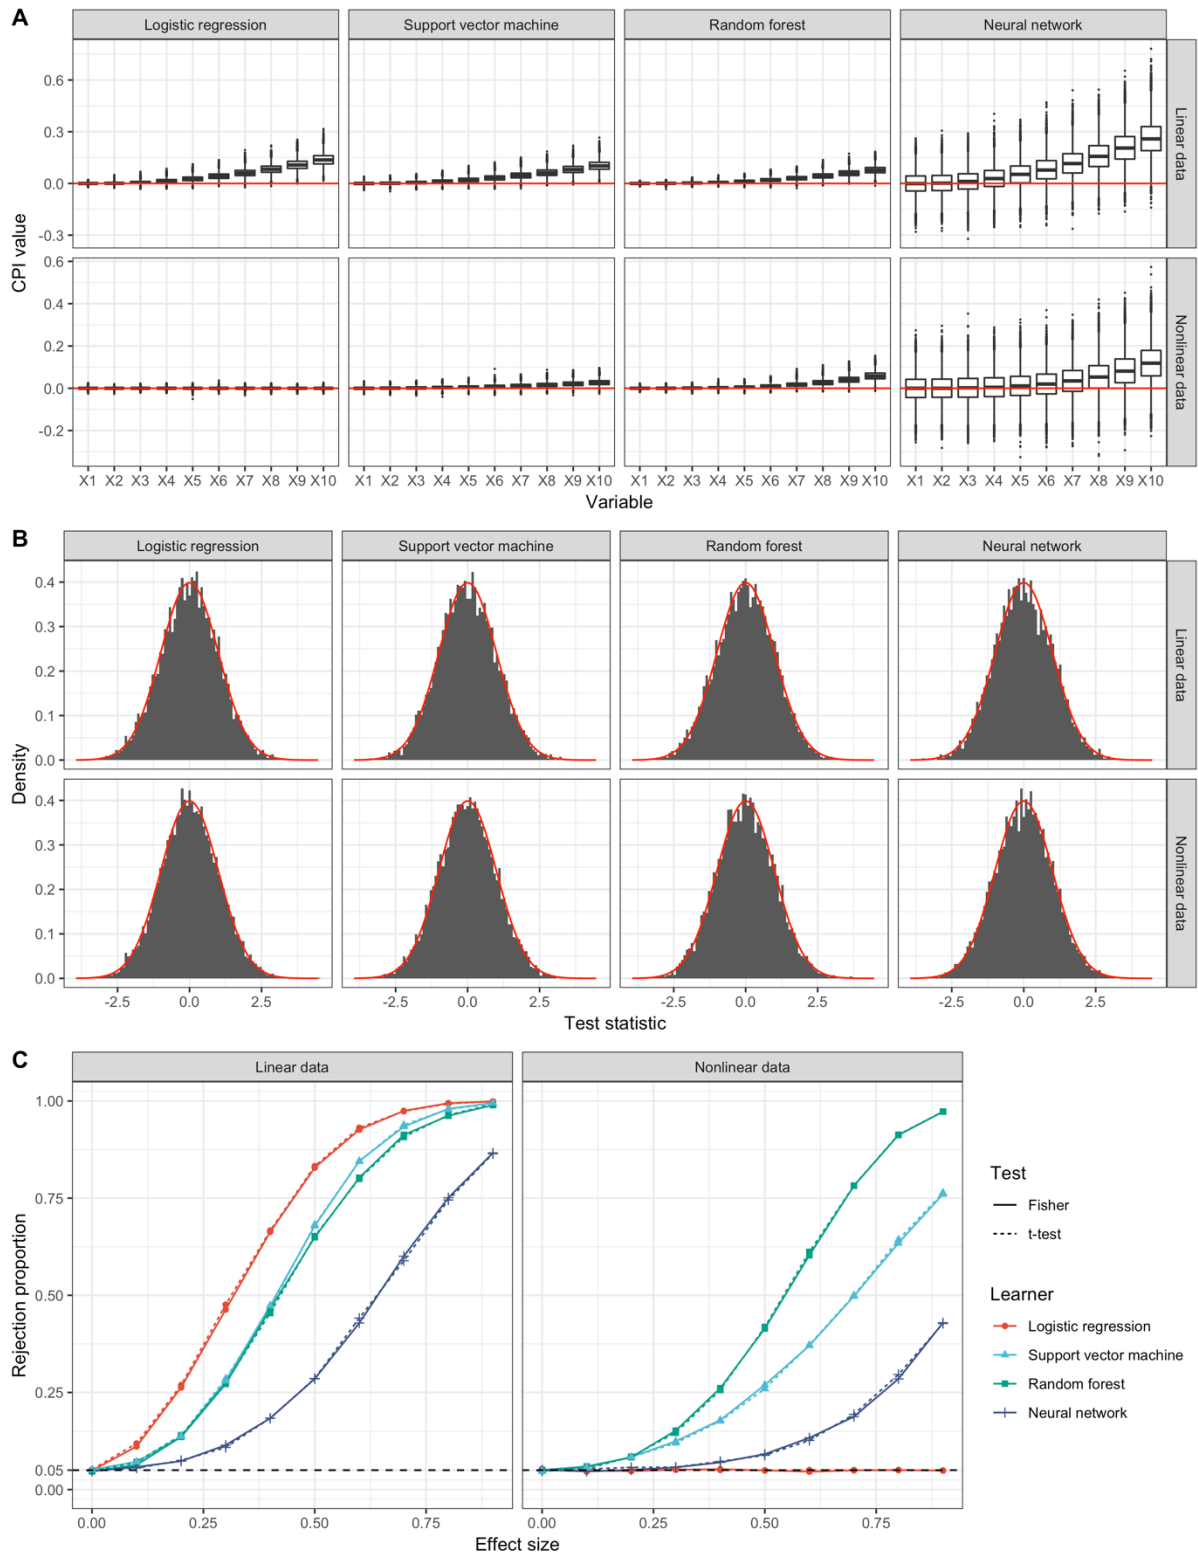 A
Logistic regression Support vector machine Random forest Neural network
0.6
0.3
0.0
-0.3
Linear data
0.6
0.4
0.2
0.0
-0.2
Nonlinear data
CPI value
X1 X2 X3 X4 X5 X6 X7 X8 X9 X10 X1 X2 X3 X4 X5 X6 X7 X8 X9 X10 X1 X2 X3 X4 X5 X6 X7 X8 X9 X10 X1 X2 X3 X4 X5 X6 X7 X8 X9 X10
Variable
B
Logistic regression Support vector machine Random forest Neural network
0.4
0.3
0.2
0.1
0.0
Linear data
0.4
0.3
0.2
0.1
0.0
Nonlinear data
Density
-2.5 0.0 2.5 -2.5 0.0 2.5 -2.5 0.0 2.5 -2.5 0.0 2.5
Test statistic
C
Linear data Nonlinear data
1.00
0.75
0.50
0.25
0.05
0.00
Rejection proportion
0.00 0.25 0.50 0.75 0.00 0.25 0.50 0.75
Effect size
Test
Fisher
t-test
Learner
Logistic regression
Support vector machine
Random forest
Neural network